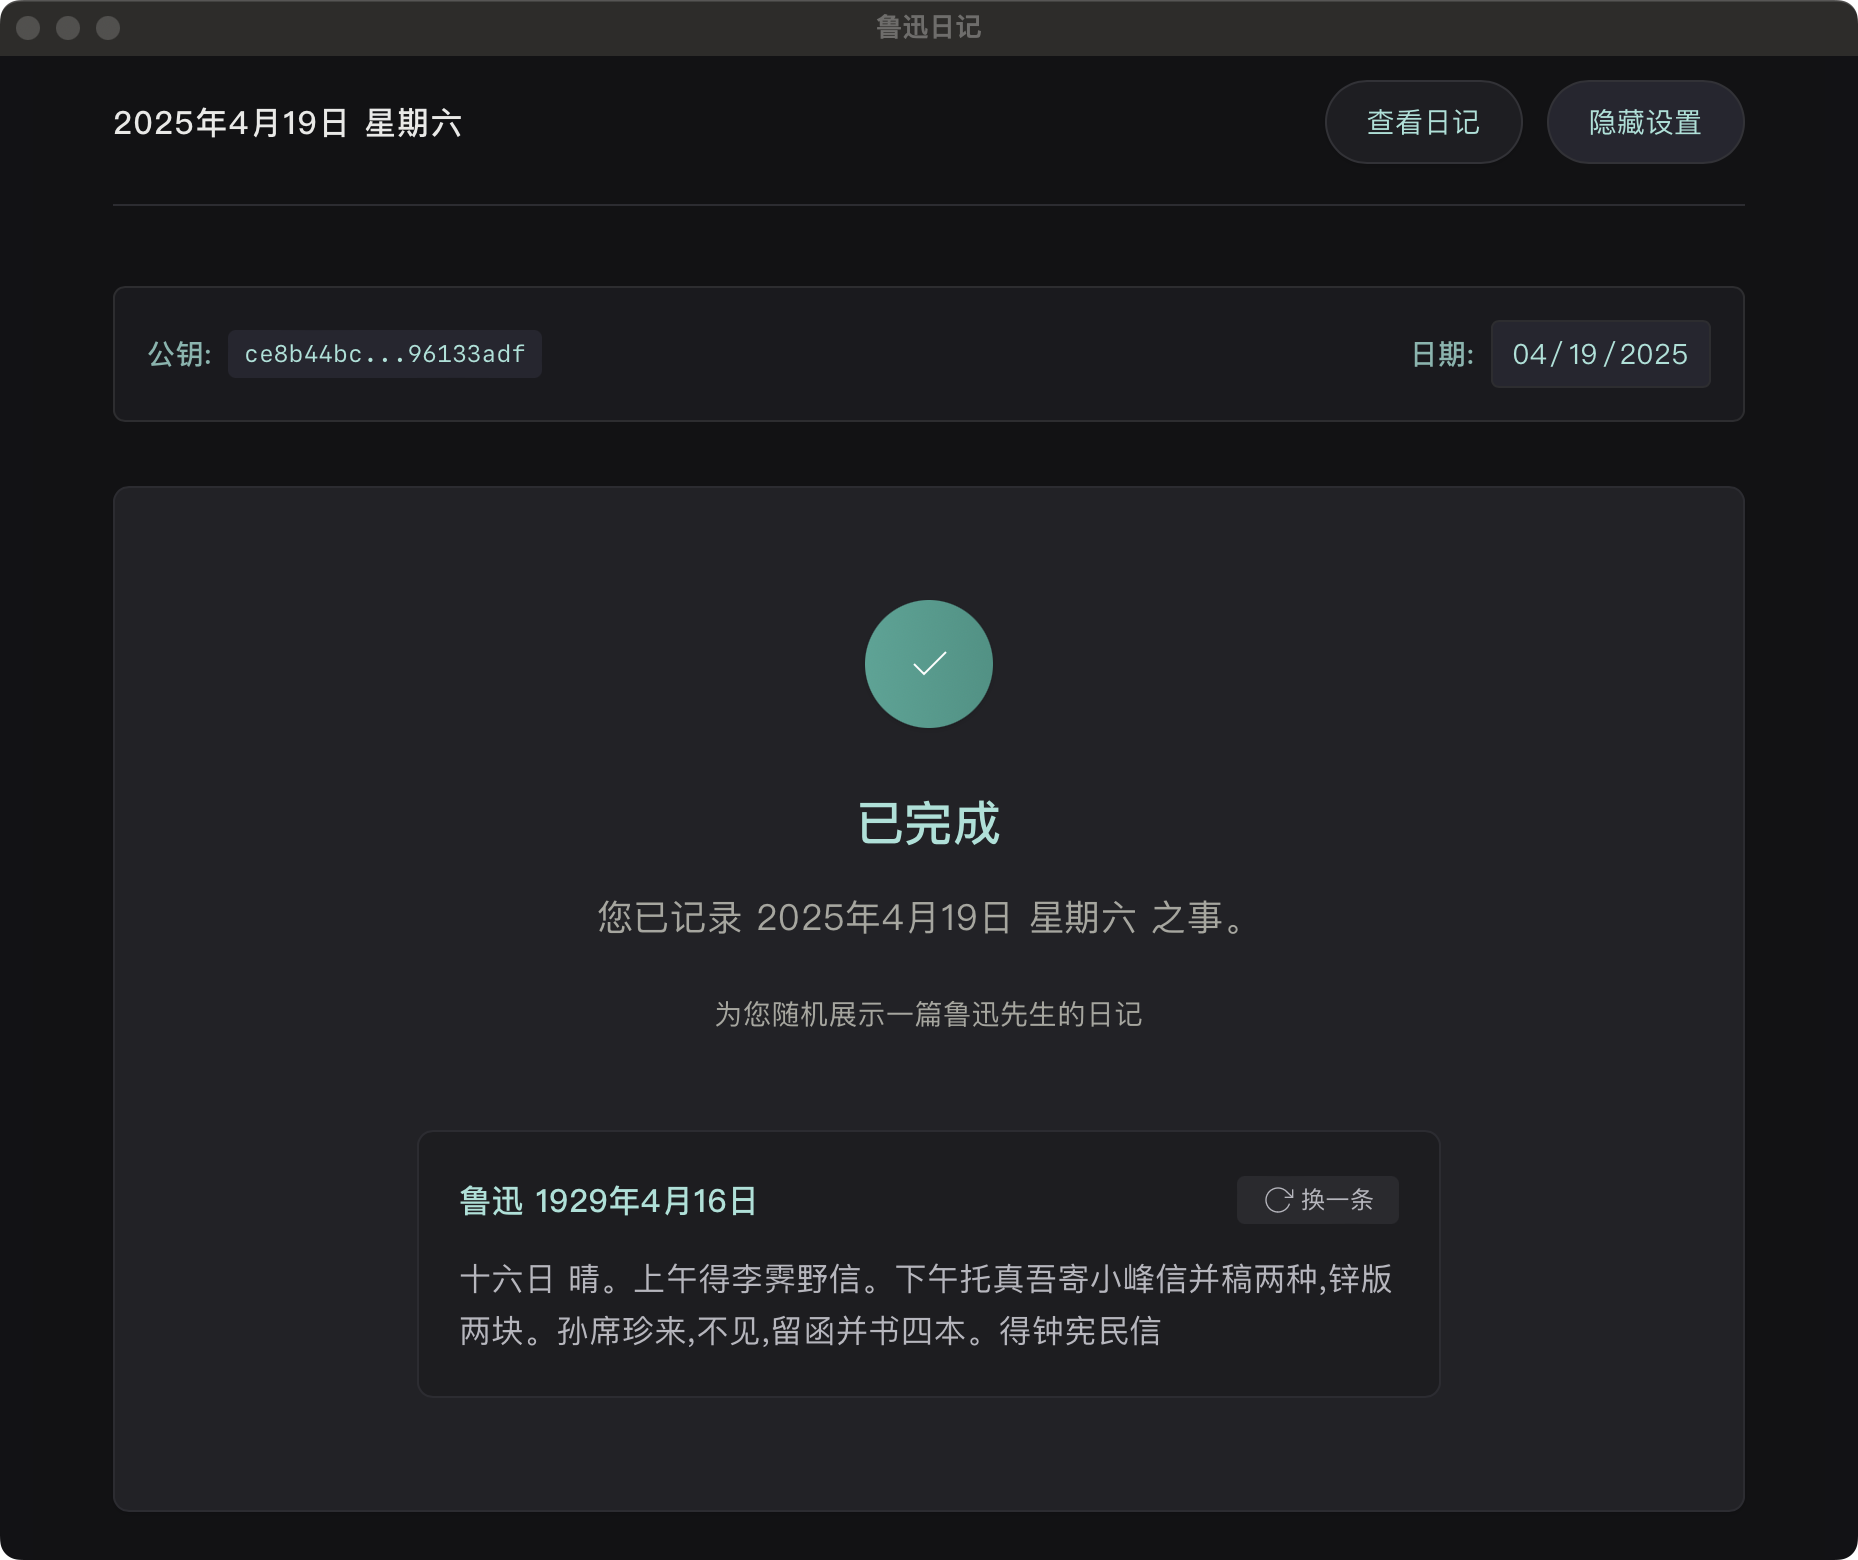 鲁迅日记
2025年4月19日 星期六
查看日记
隐藏设置
公钥: ce8b44bc...96133adf
日期: 04/19/2025
已完成
您已记录 2025年4月19日 星期六 之事。
为您随机展示一篇鲁迅先生的日记
鲁迅 1929年4月16日
换一条
十六日 晴。上午得李霁野信。下午托真吾寄小峰信并稿两种,锌版
两块。孙席珍来,不见,留函并书四本。得钟宪民信